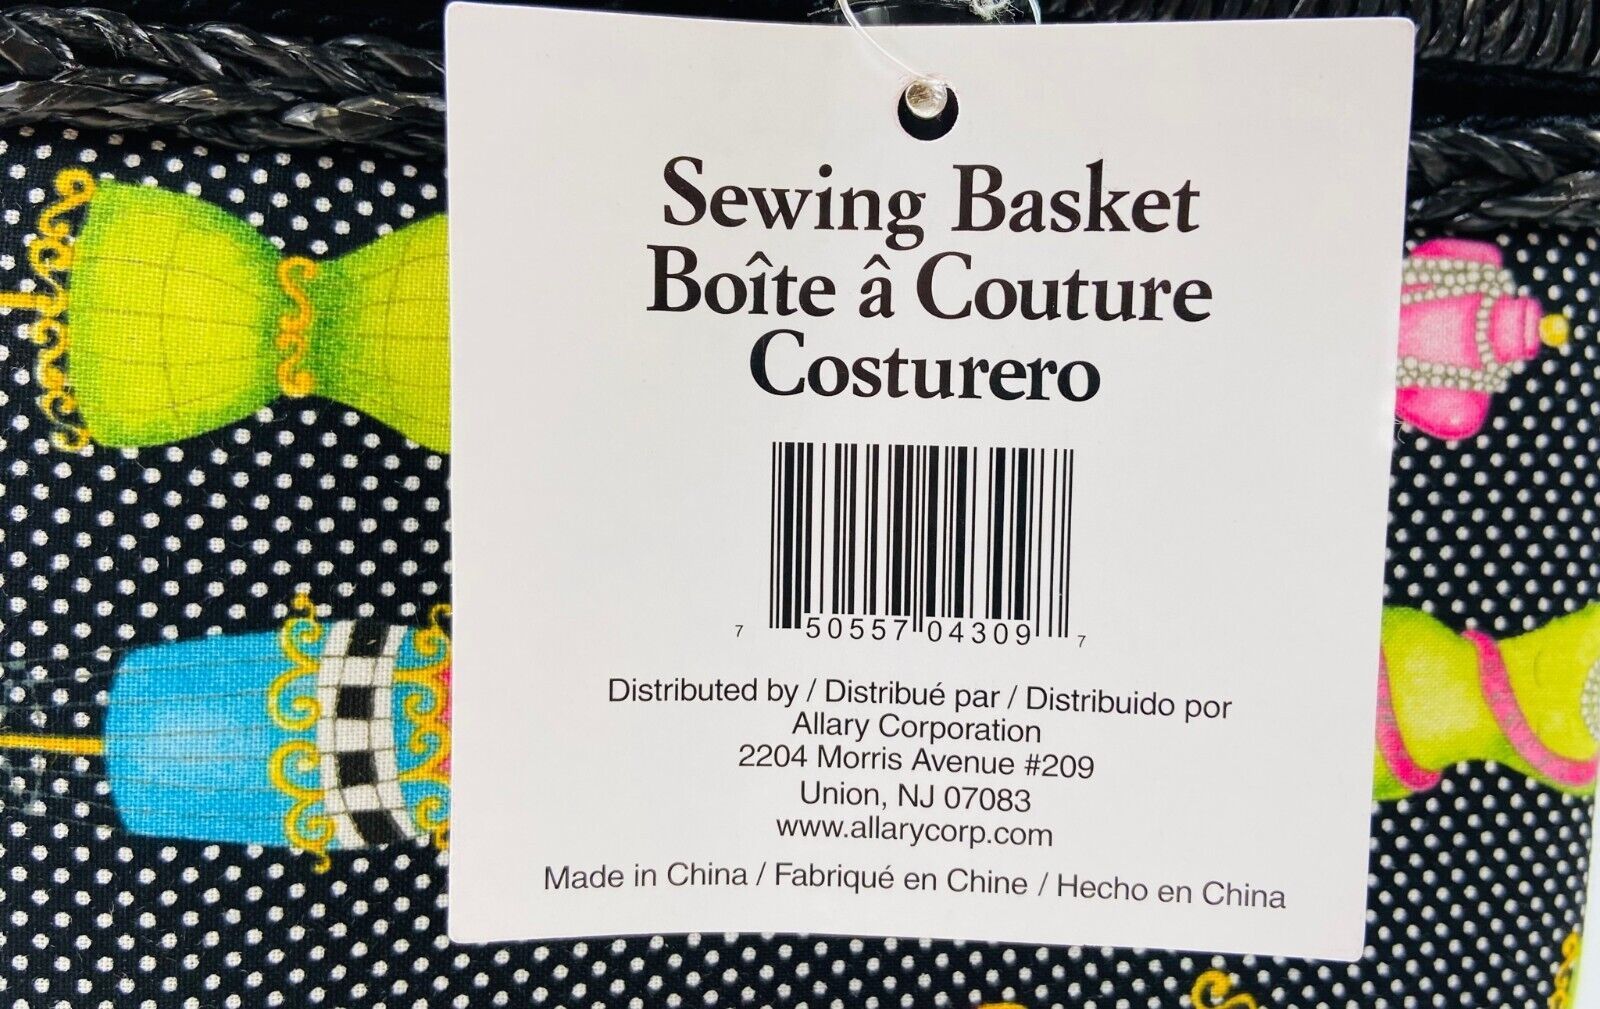 Sewing Basket
Boîte â Couture
Costurero
7 50557 04309 7
Distributed by / Distribué par / Distribuido por
Allary Corporation
2204 Morris Avenue #209
Union, NJ 07083
www.allarycorp.com
Made in China / Fabriqué en Chine / Hecho en China